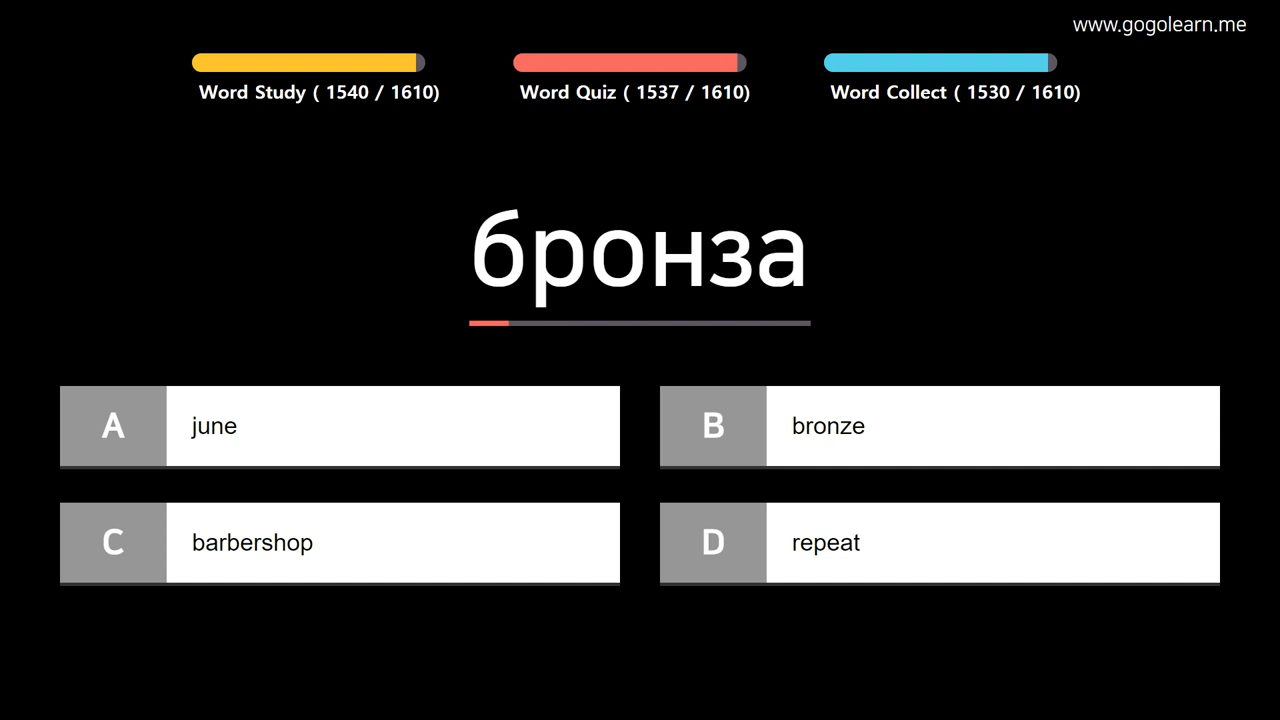 www.gogolearn.me
Word Study ( 1540 / 1610)
Word Quiz ( 1537 / 1610)
Word Collect ( 1530 / 1610)
бронза
A june
B bronze
C barbershop
D repeat